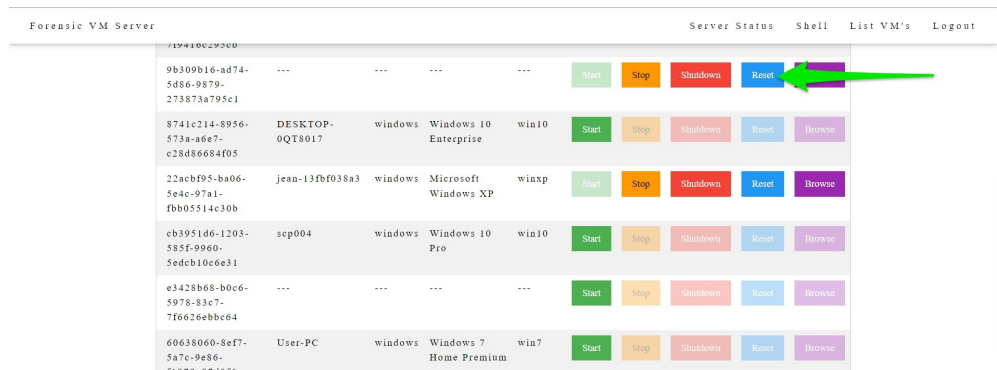 Forensic VM Server Server Status Shell List VM's Logout
9b309b16-ad74- --- --- --- --- Start Stop Shutdown Reset
5d86-9879-
273873a795c1
8741c214-8956- DESKTOP- windows Windows 10 win10 Start Stop Shutdown Reset Browse
573a-a6e7- 0QT8017 Enterprise
c28d86684f05
22acbf95-ba06- jean-13fbf038a3 windows Microsoft winxp Start Stop Shutdown Reset Browse
5e4c-97a1- Windows XP
fbb05514c30b
cb3951d6-1203- scp004 windows Windows 10 win10 Start Stop Shutdown Reset Browse
585f-9960- Pro
5edcb10c6e31
e3428b68-b0c6- --- --- --- --- Start Stop Shutdown Reset Browse
5978-83c7-
7f6626ebbc64
60638060-8ef7- User-PC windows Windows 7 win7 Start Stop Shutdown Reset Browse
5a7c-9e86- Home Premium